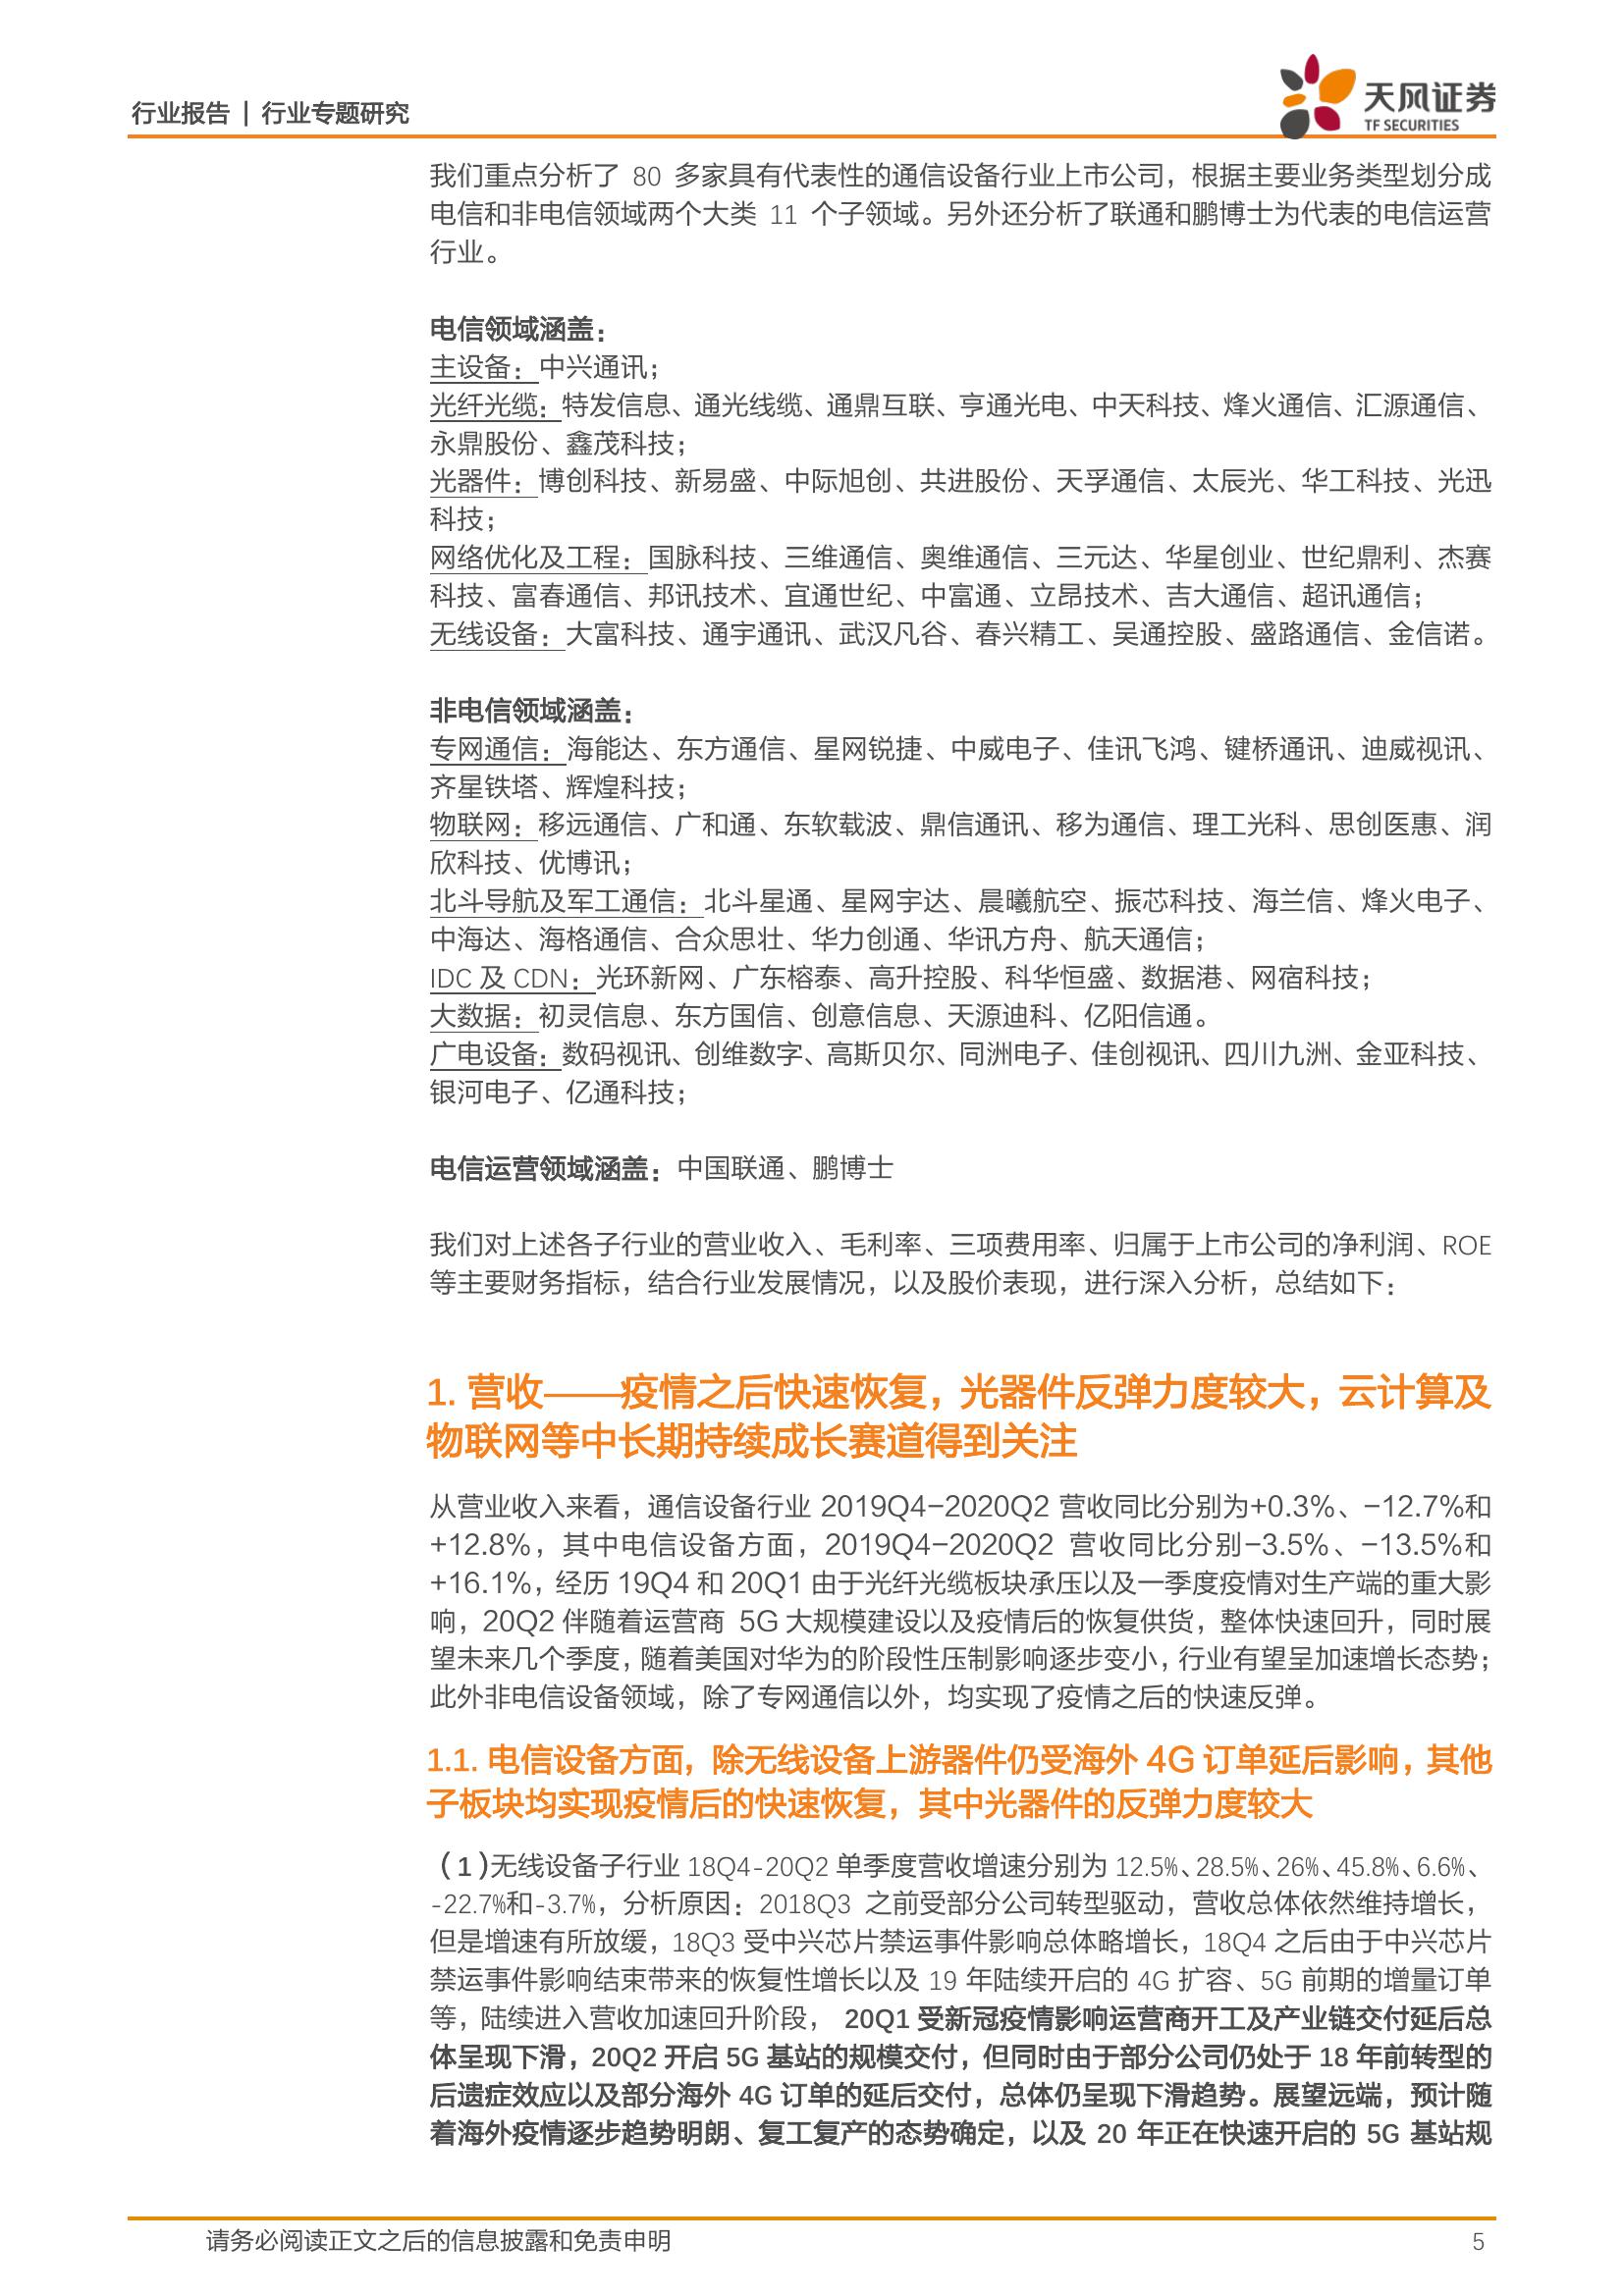 行业报告 | 行业专题研究
天风证券
TF SECURITIES
我们重点分析了 80 多家具有代表性的通信设备行业上市公司，根据主要业务类型划分成
电信和非电信领域两个大类 11 个子领域。另外还分析了联通和鹏博士为代表的电信运营
行业。
电信领域涵盖：
主设备：中兴通讯；
光纤光缆：特发信息、通光线缆、通鼎互联、亨通光电、中天科技、烽火通信、汇源通信、
永鼎股份、鑫茂科技；
光器件：博创科技、新易盛、中际旭创、共进股份、天孚通信、太辰光、华工科技、光迅
科技；
网络优化及工程：国脉科技、三维通信、奥维通信、三元达、华星创业、世纪鼎利、杰赛
科技、富春通信、邦讯技术、宜通世纪、中富通、立昂技术、吉大通信、超讯通信；
无线设备：大富科技、通宇通讯、武汉凡谷、春兴精工、吴通控股、盛路通信、金信诺。
非电信领域涵盖：
专网通信：海能达、东方通信、星网锐捷、中威电子、佳讯飞鸿、键桥通讯、迪威视讯、
齐星铁塔、辉煌科技；
物联网：移远通信、广和通、东软载波、鼎信通讯、移为通信、理工光科、思创医惠、润
欣科技、优博讯；
北斗导航及军工通信：北斗星通、星网宇达、晨曦航空、振芯科技、海兰信、烽火电子、
中海达、海格通信、合众思壮、华力创通、华讯方舟、航天通信；
IDC 及 CDN：光环新网、广东榕泰、高升控股、科华恒盛、数据港、网宿科技；
大数据：初灵信息、东方国信、创意信息、天源迪科、亿阳信通。
广电设备：数码视讯、创维数字、高斯贝尔、同洲电子、佳创视讯、四川九洲、金亚科技、
银河电子、亿通科技；
电信运营领域涵盖：中国联通、鹏博士
我们对上述各子行业的营业收入、毛利率、三项费用率、归属于上市公司的净利润、ROE
等主要财务指标，结合行业发展情况，以及股价表现，进行深入分析，总结如下：
1. 营收——疫情之后快速恢复，光器件反弹力度较大，云计算及
物联网等中长期持续成长赛道得到关注
从营业收入来看，通信设备行业 2019Q4-2020Q2 营收同比分别为+0.3%、-12.7%和
+12.8%，其中电信设备方面，2019Q4-2020Q2 营收同比分别-3.5%、-13.5%和
+16.1%，经历 19Q4 和 20Q1 由于光纤光缆板块承压以及一季度疫情对生产端的重大影
响，20Q2 伴随着运营商 5G 大规模建设以及疫情后的恢复供货，整体快速回升，同时展
望未来几个季度，随着美国对华为的阶段性压制影响逐步变小，行业有望呈加速增长态势；
此外非电信设备领域，除了专网通信以外，均实现了疫情之后的快速反弹。
1.1. 电信设备方面，除无线设备上游器件仍受海外 4G 订单延后影响，其他
子板块均实现疫情后的快速恢复，其中光器件的反弹力度较大
（1）无线设备子行业 18Q4-20Q2 单季度营收增速分别为 12.5%、28.5%、26%、45.8%、6.6%、
-22.7%和-3.7%，分析原因：2018Q3 之前受部分公司转型驱动，营收总体依然维持增长，
但是增速有所放缓，18Q3 受中兴芯片禁运事件影响总体略增长，18Q4 之后由于中兴芯片
禁运事件影响结束带来的恢复性增长以及 19 年陆续开启的 4G 扩容、5G 前期的增量订单
等，陆续进入营收加速回升阶段， 20Q1 受新冠疫情影响运营商开工及产业链交付延后总
体呈现下滑，20Q2 开启 5G 基站的规模交付，但同时由于部分公司仍处于 18 年前转型的
后遗症效应以及部分海外 4G 订单的延后交付，总体仍呈现下滑趋势。展望远端，预计随
着海外疫情逐步趋势明朗、复工复产的态势确定，以及 20 年正在快速开启的 5G 基站规
请务必阅读正文之后的信息披露和免责申明
5